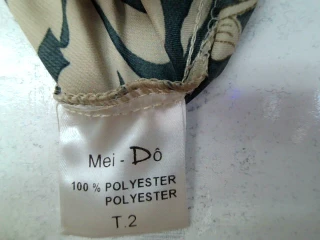 Mei - Dô
100 % POLYESTER
POLYESTER
T.2